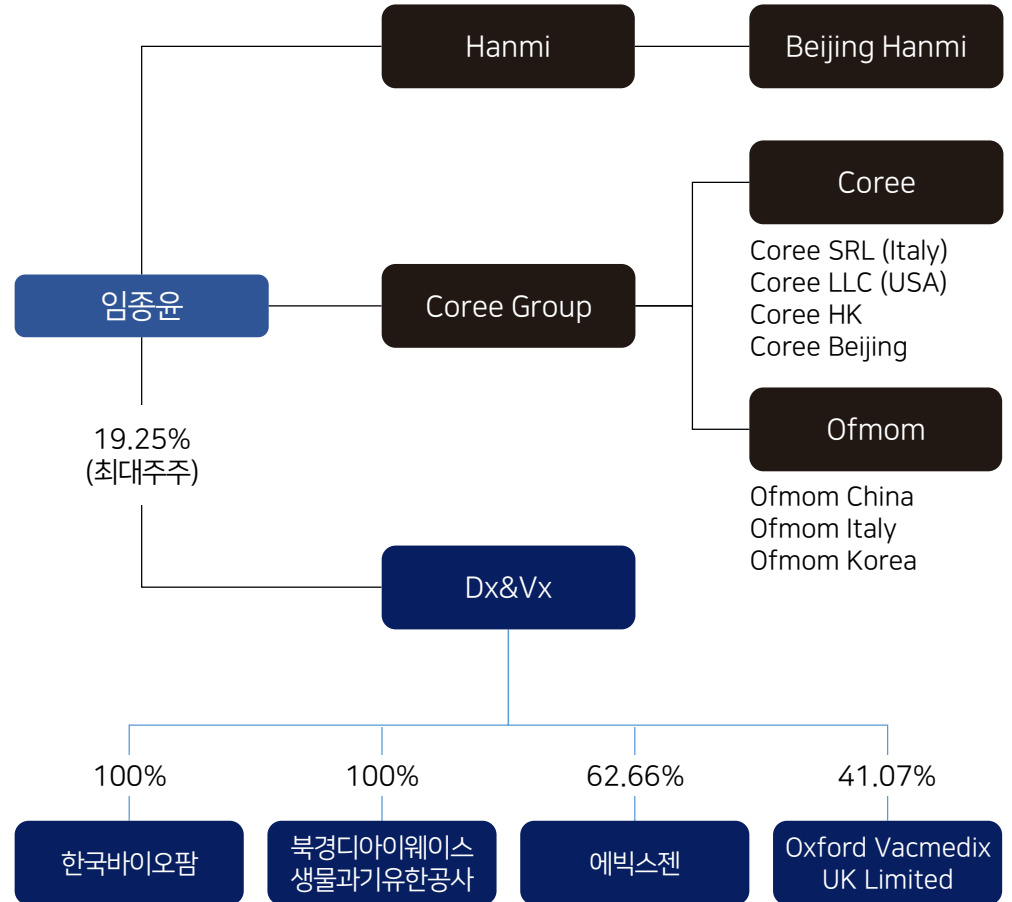 Hanmi
Beijing Hanmi
Coree
Coree SRL (Italy)
Coree LLC (USA)
Coree HK
Coree Beijing
임종윤
Coree Group
Ofmom
Ofmom China
Ofmom Italy
Ofmom Korea
19.25%
(최대주주)
Dx&Vx
100%
100%
62.66%
41.07%
한국바이오팜
북경디아이웨이스
생물과기유한공사
에빅스젠
Oxford Vacmedix
UK Limited